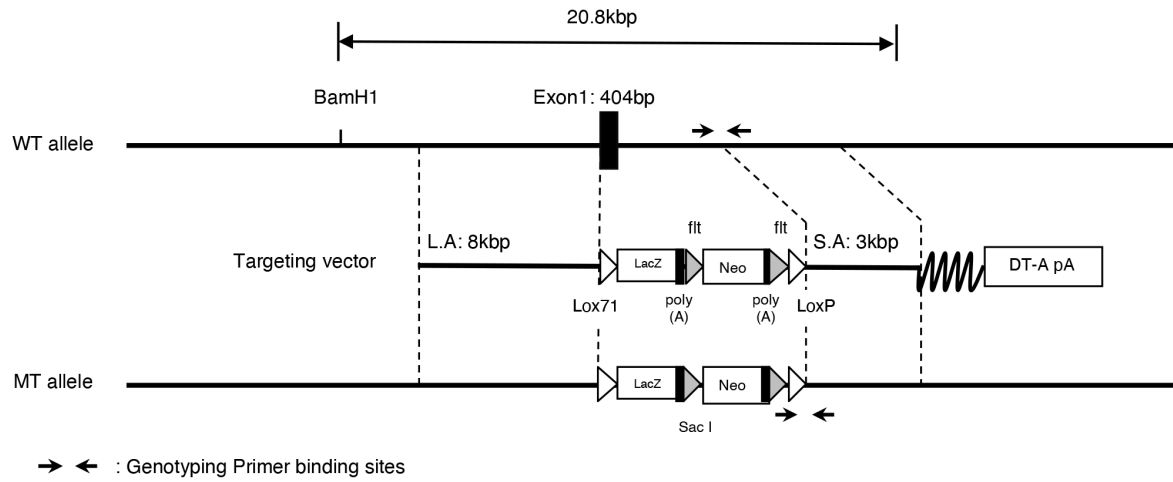 20.8kbp
BamH1
Exon1: 404bp
WT allele
L.A: 8kbp
flt
flt
S.A: 3kbp
Targeting vector
LacZ
Neo
DT-A pA
Lox71
poly
(A)
poly
(A)
LoxP
MT allele
LacZ
Neo
Sac I
: Genotyping Primer binding sites